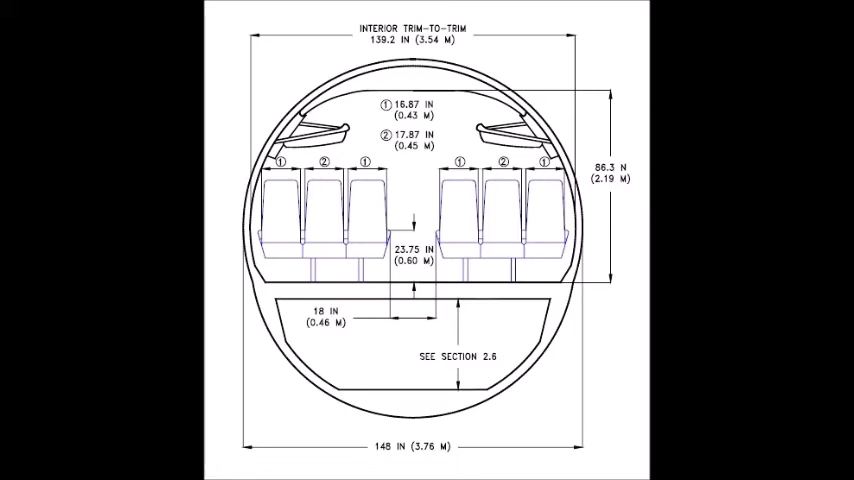 INTERIOR TRIM-TO-TRIM
139.2 IN (3.54 M)
① 16.87 IN
(0.43 M)
② 17.87 IN
(0.45 M)
① ② ① ① ② ①
86.3 N
(2.19 M)
23.75 IN
(0.60 M)
18 IN
(0.46 M)
SEE SECTION 2.6
148 IN (3.76 M)